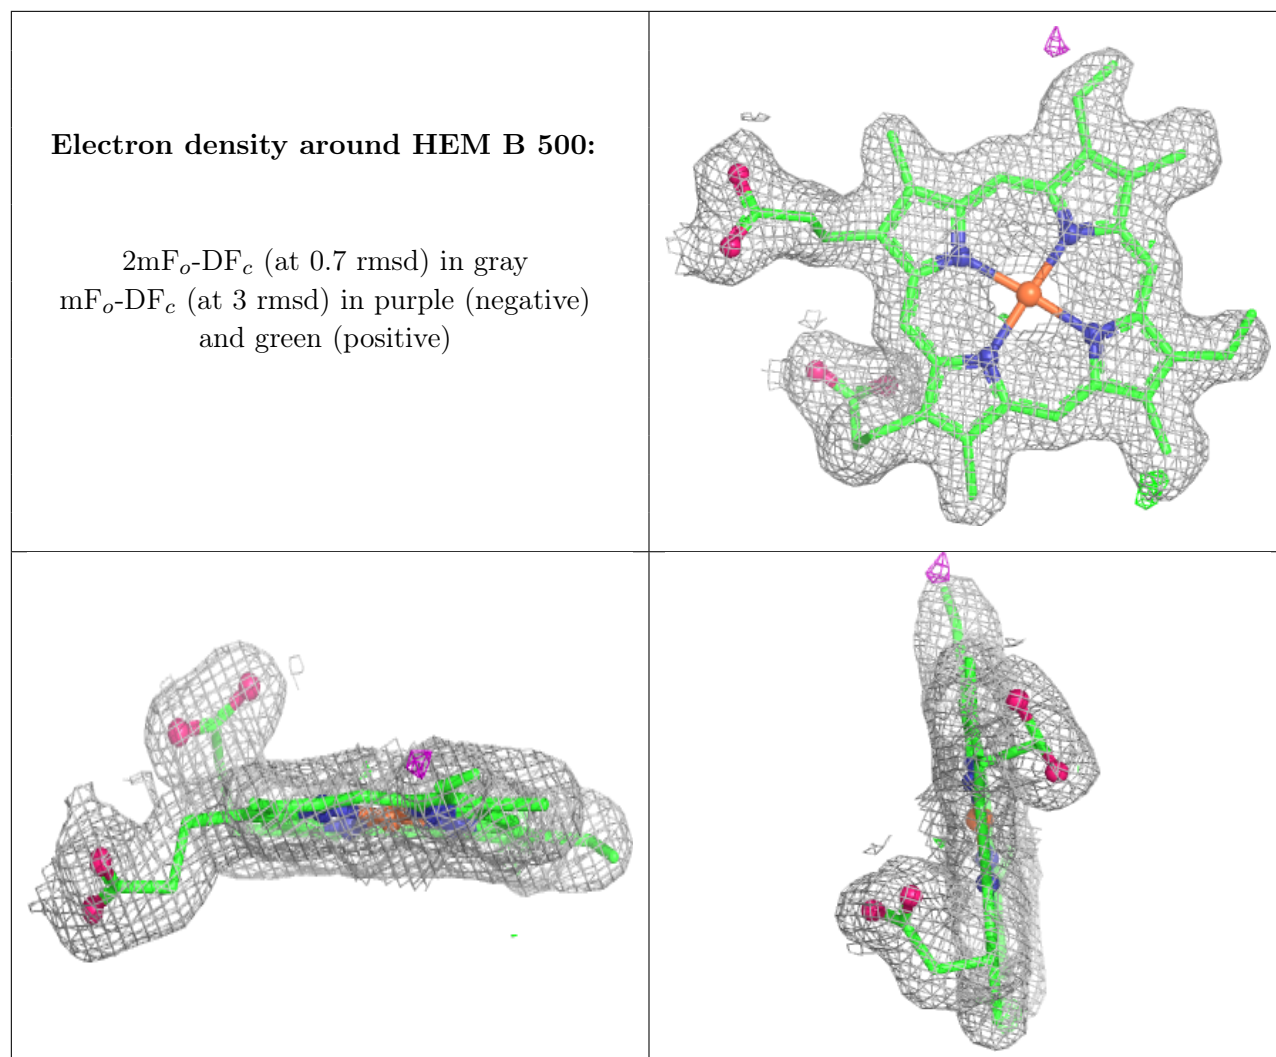 Electron density around HEM B 500:
2mFₒ-DF𝒸 (at 0.7 rmsd) in gray
mFₒ-DF𝒸 (at 3 rmsd) in purple (negative)
and green (positive)